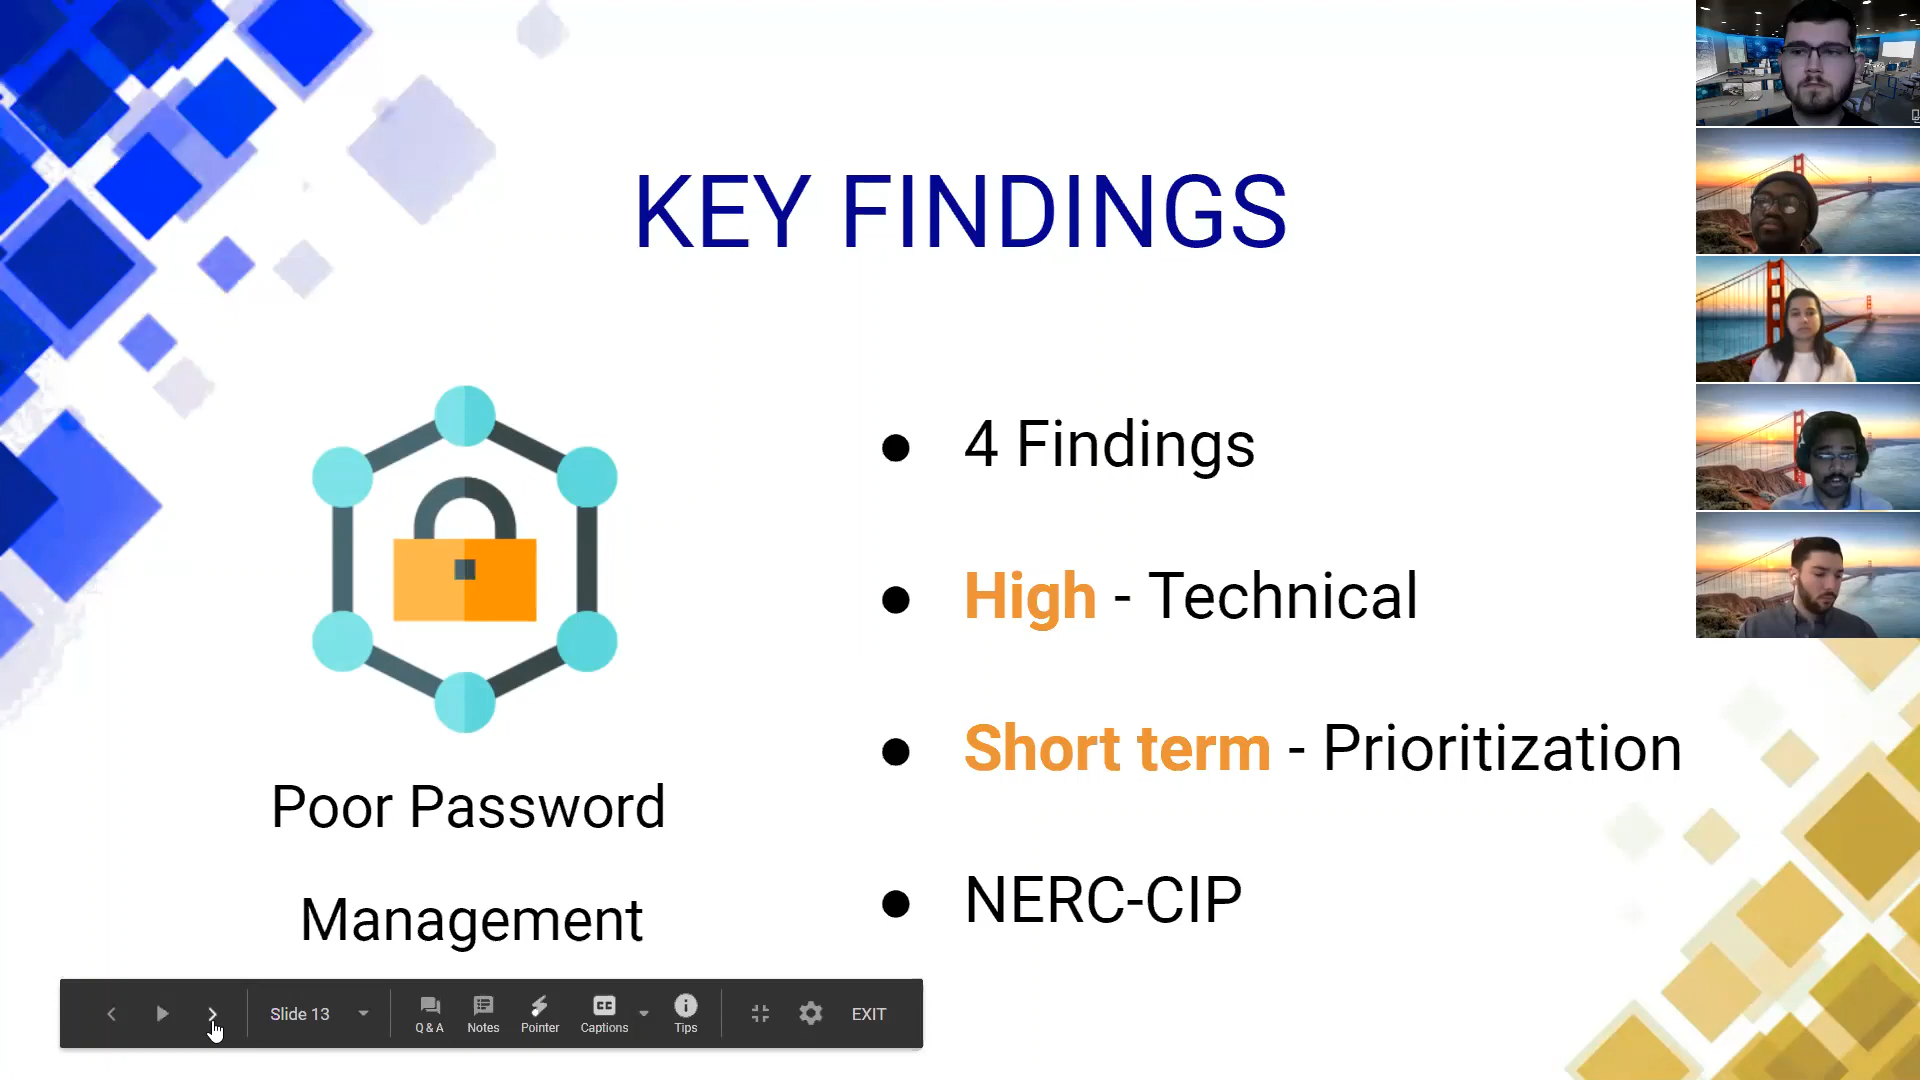 KEY FINDINGS
Poor Password
Management
● 4 Findings
● High - Technical
● Short term - Prioritization
● NERC-CIP
Slide 13
Q & A
Notes
Pointer
CC
Captions
Tips
EXIT